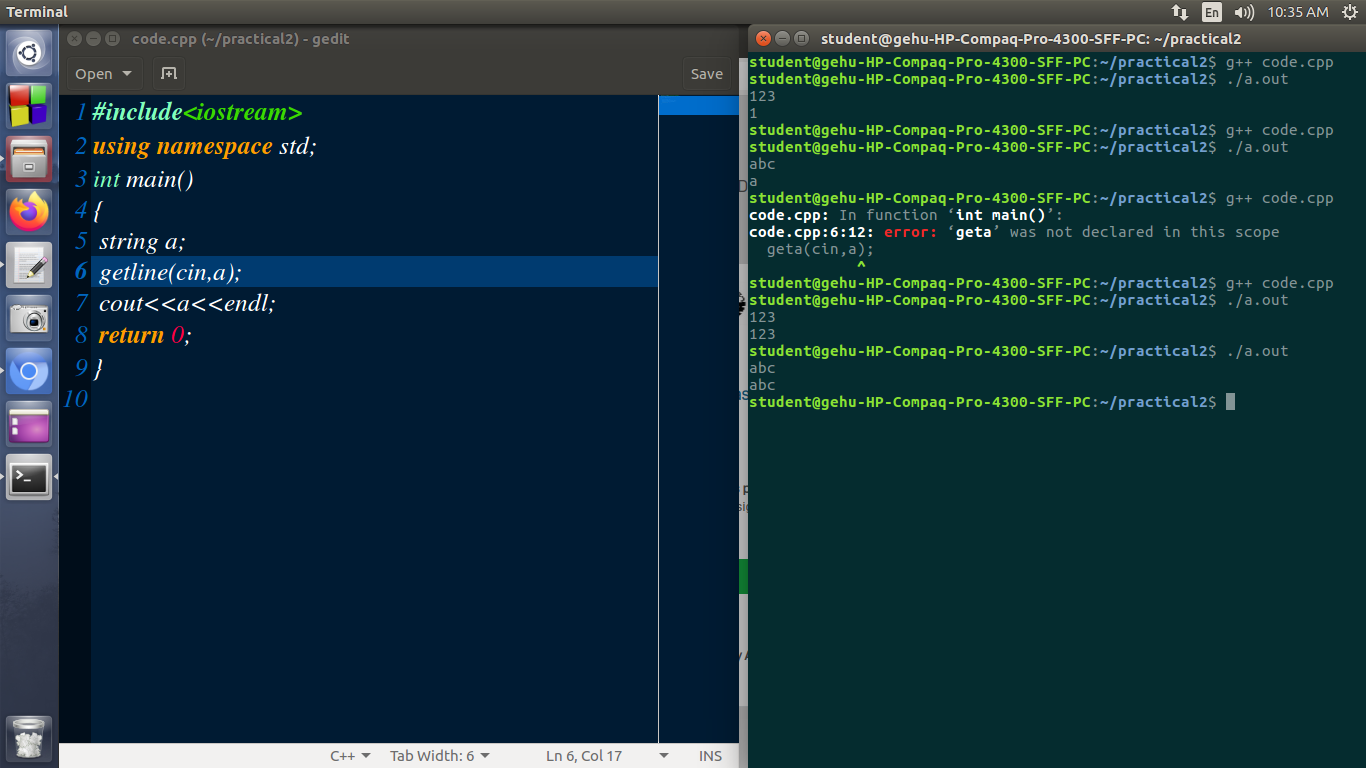 Terminal
En
10:35 AM
code.cpp (~/practical2) - gedit
Open
Save
1 #include<iostream>
2 using namespace std;
3 int main()
4 {
5 string a;
6 getline(cin,a);
7 cout<<a<<endl;
8 return 0;
9 }
10
C++ Tab Width: 6 Ln 6, Col 17 INS
student@gehu-HP-Compaq-Pro-4300-SFF-PC: ~/practical2
student@gehu-HP-Compaq-Pro-4300-SFF-PC:~/practical2$ g++ code.cpp
student@gehu-HP-Compaq-Pro-4300-SFF-PC:~/practical2$ ./a.out
123
1
student@gehu-HP-Compaq-Pro-4300-SFF-PC:~/practical2$ g++ code.cpp
student@gehu-HP-Compaq-Pro-4300-SFF-PC:~/practical2$ ./a.out
abc
a
student@gehu-HP-Compaq-Pro-4300-SFF-PC:~/practical2$ g++ code.cpp
code.cpp: In function ‘int main()’:
code.cpp:6:12: error: ‘geta’ was not declared in this scope
geta(cin,a);
^
student@gehu-HP-Compaq-Pro-4300-SFF-PC:~/practical2$ g++ code.cpp
student@gehu-HP-Compaq-Pro-4300-SFF-PC:~/practical2$ ./a.out
123
123
student@gehu-HP-Compaq-Pro-4300-SFF-PC:~/practical2$ ./a.out
abc
abc
student@gehu-HP-Compaq-Pro-4300-SFF-PC:~/practical2$